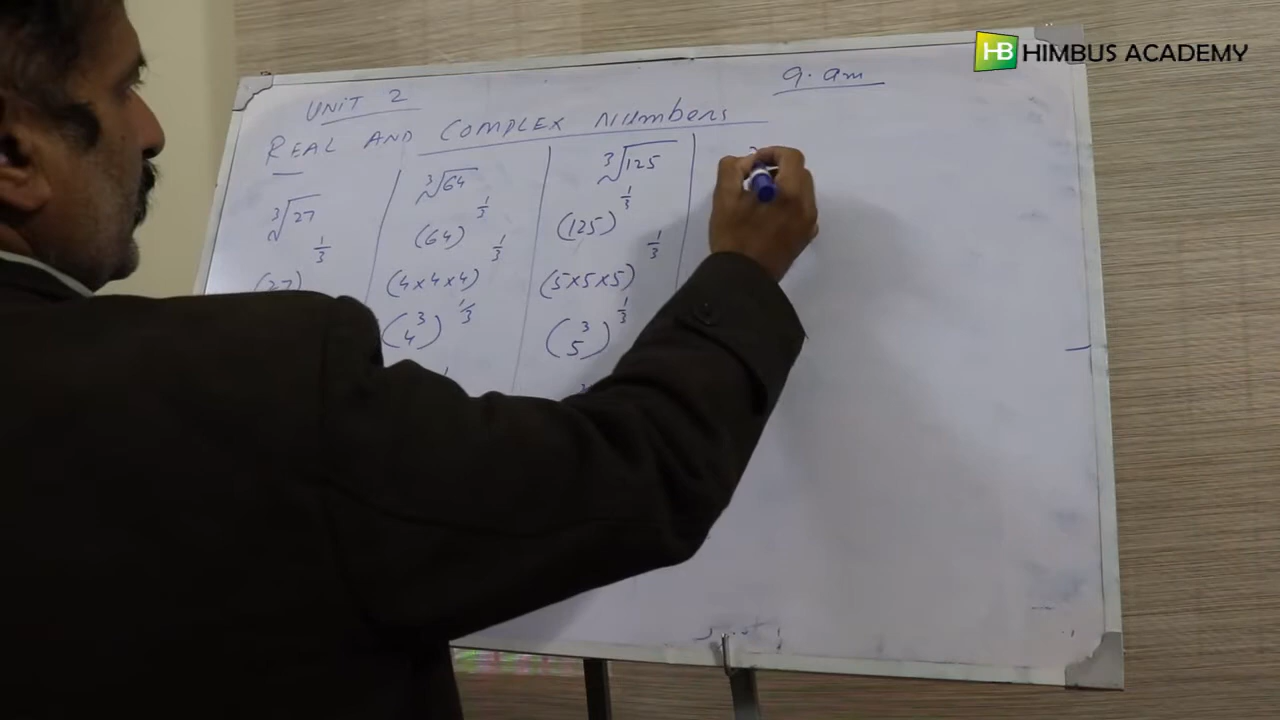 HB HIMBUS ACADEMY
9. am
UNIT 2
REAL AND COMPLEX NUMBERS
∛27
(27)^1/3
∛64
(64)^1/3
(4×4×4)^1/3
(4^3)^1/3
∛125
(125)^1/3
(5×5×5)^1/3
(5^3)^1/3